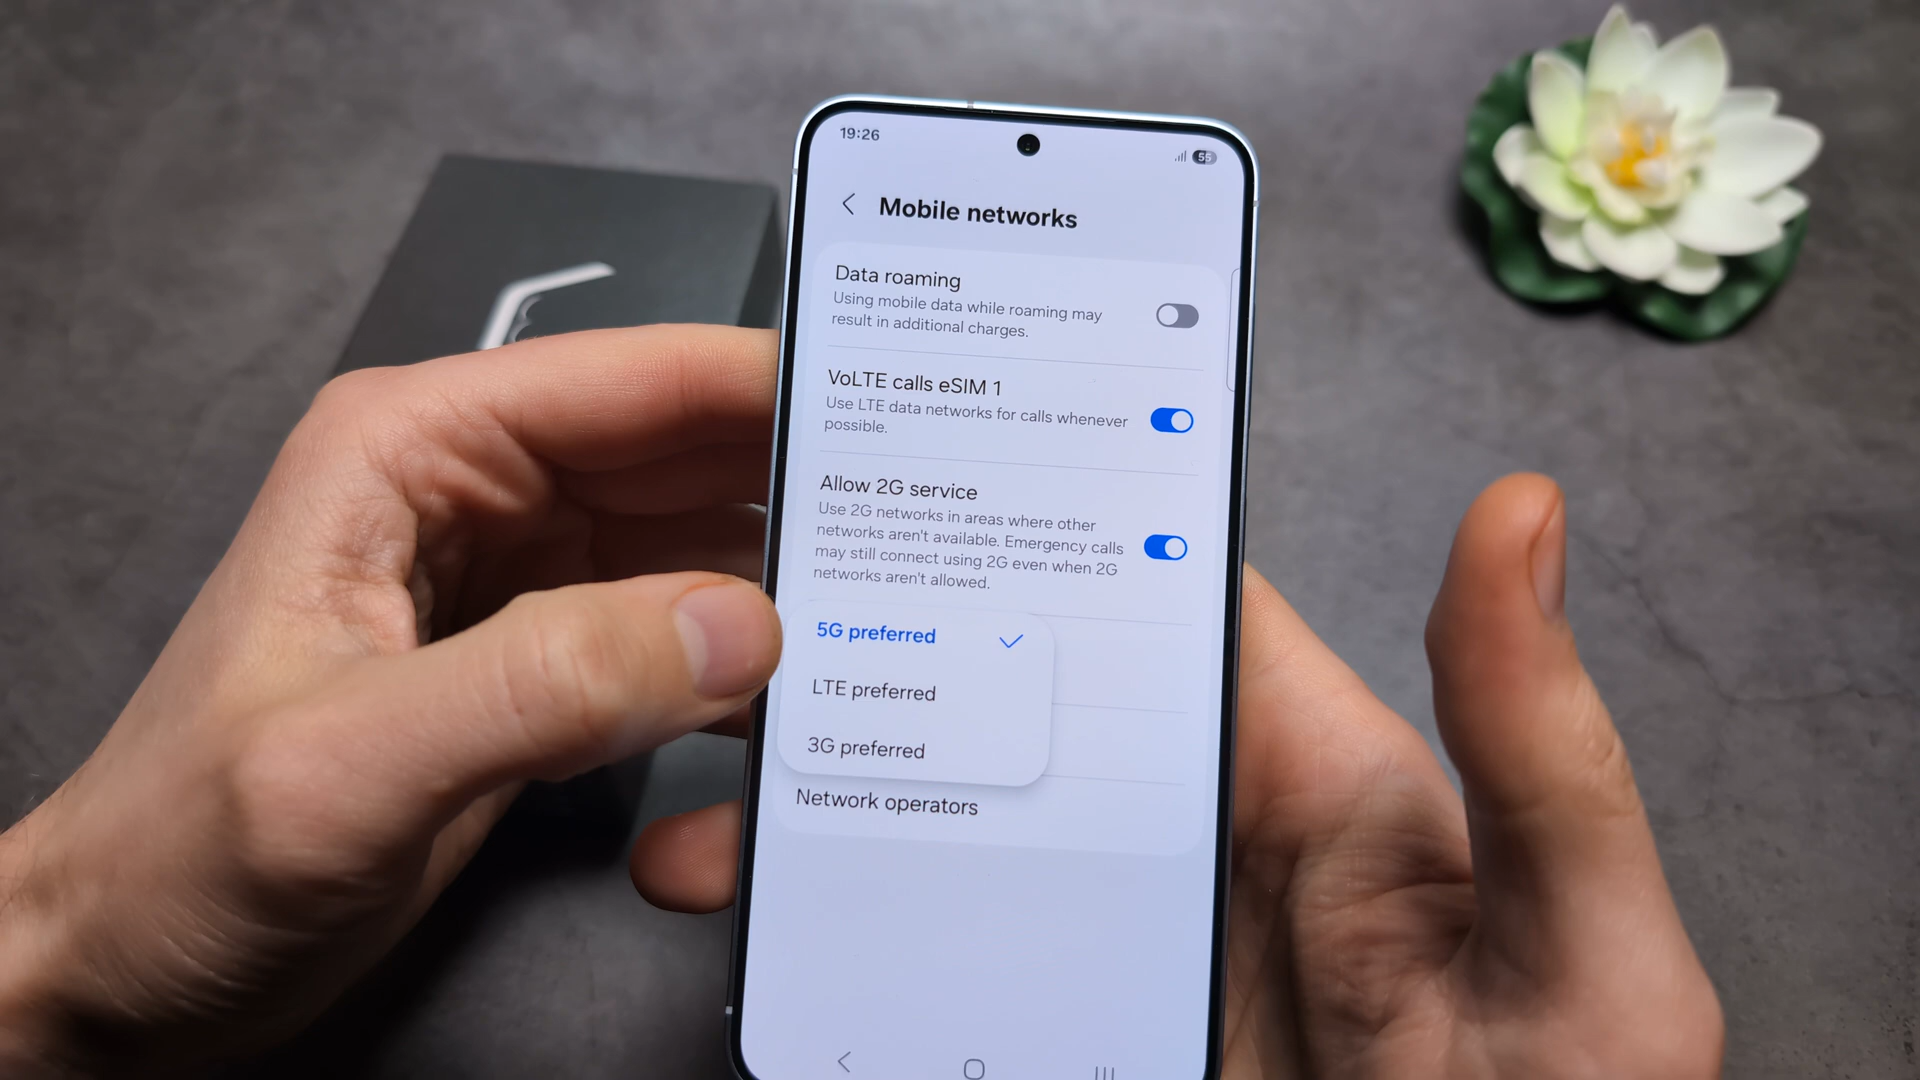 19:26
55
Mobile networks
Data roaming
Using mobile data while roaming may
result in additional charges.
VoLTE calls eSIM 1
Use LTE data networks for calls whenever
possible.
Allow 2G service
Use 2G networks in areas where other
networks aren't available. Emergency calls
may still connect using 2G even when 2G
networks aren't allowed.
5G preferred
LTE preferred
3G preferred
Network operators